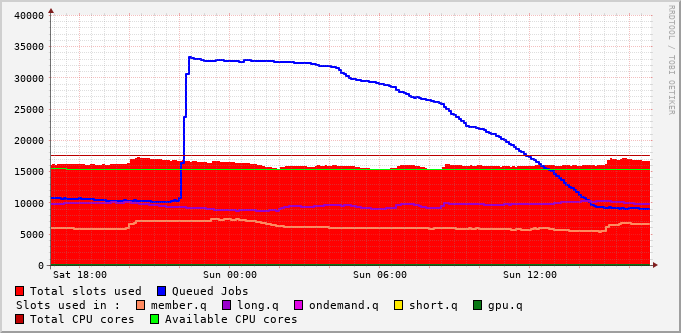 40000
35000
30000
25000
20000
15000
10000
5000
0
Sat 18:00 Sun 00:00 Sun 06:00 Sun 12:00
Total slots used Queued Jobs
Slots used in : member.q long.q ondemand.q short.q gpu.q
Total CPU cores Available CPU cores
RRDTOOL / TOBI OETIKER